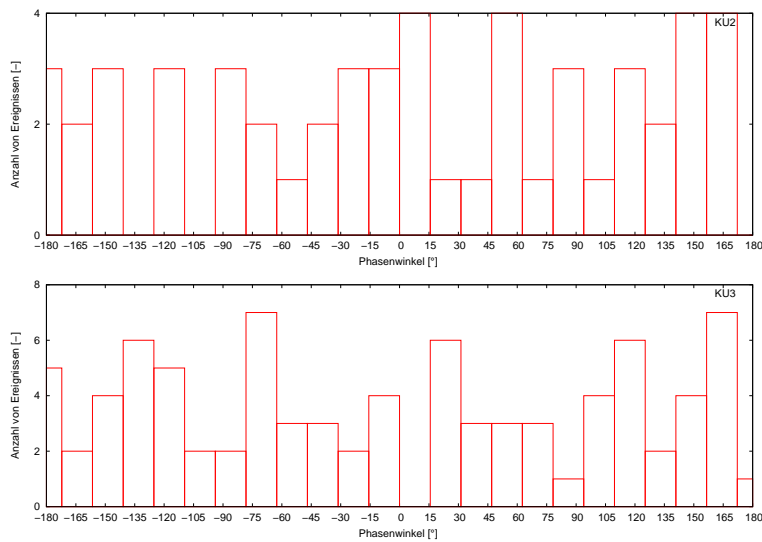 KU2
4
2
0
Anzahl von Ereignissen [−]
−180 −165 −150 −135 −120 −105 −90 −75 −60 −45 −30 −15 0 15 30 45 60 75 90 105 120 135 150 165 180
Phasenwinkel [°]
KU3
8
6
4
2
0
Anzahl von Ereignissen [−]
−180 −165 −150 −135 −120 −105 −90 −75 −60 −45 −30 −15 0 15 30 45 60 75 90 105 120 135 150 165 180
Phasenwinkel [°]